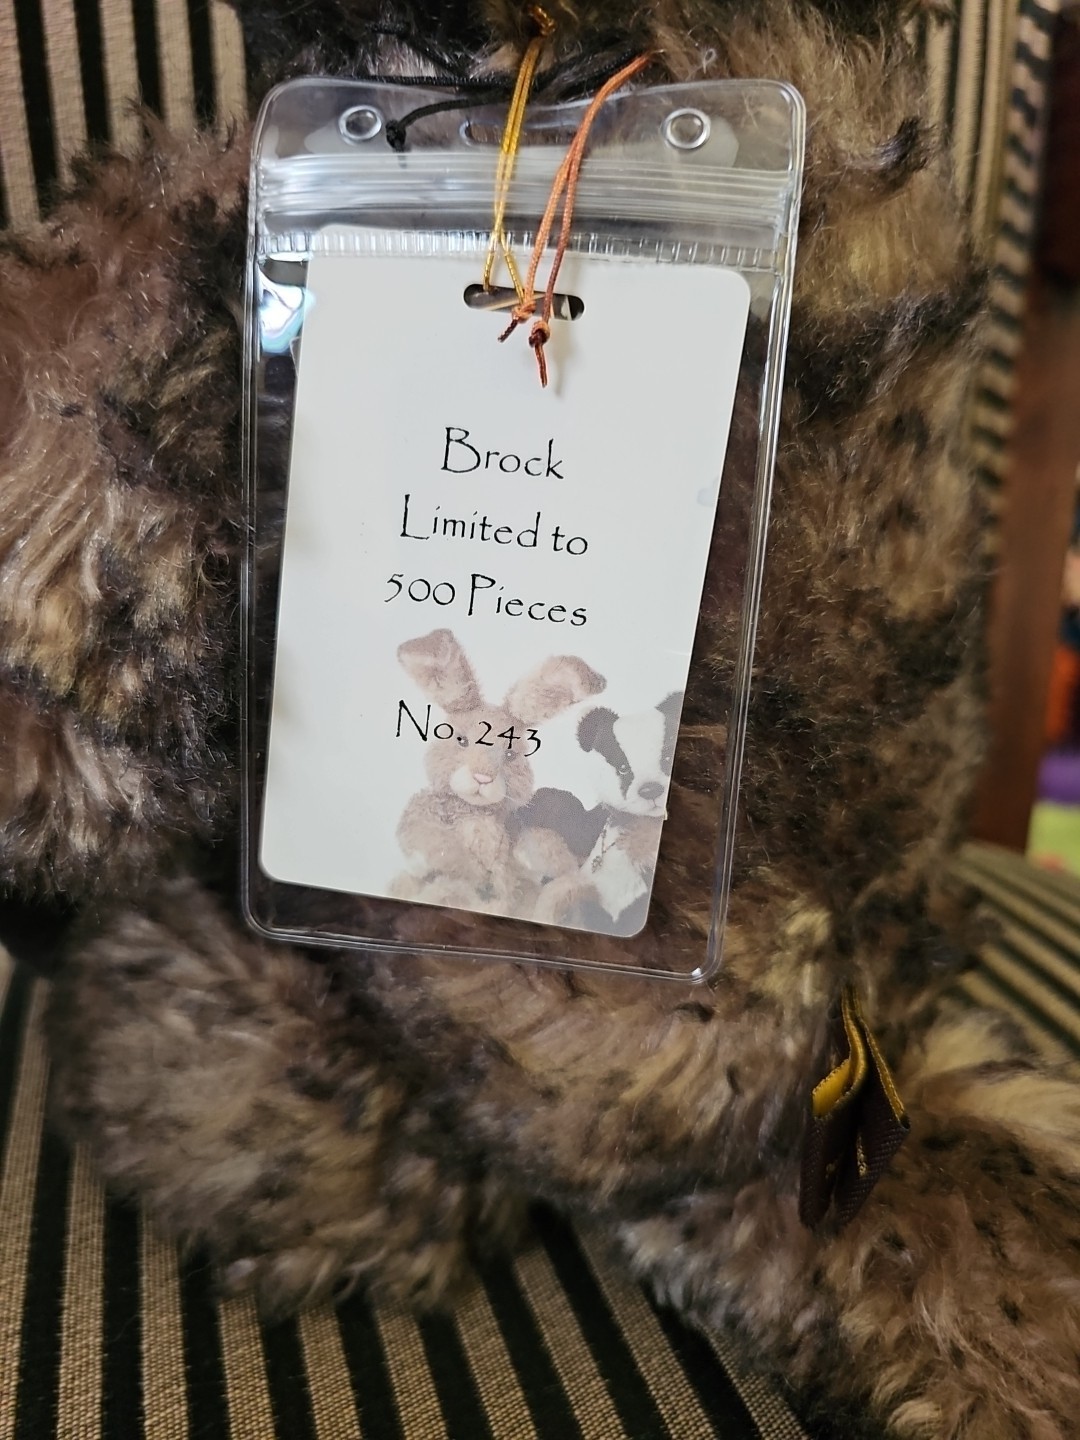 Brock
Limited to
500 Pieces
No. 243